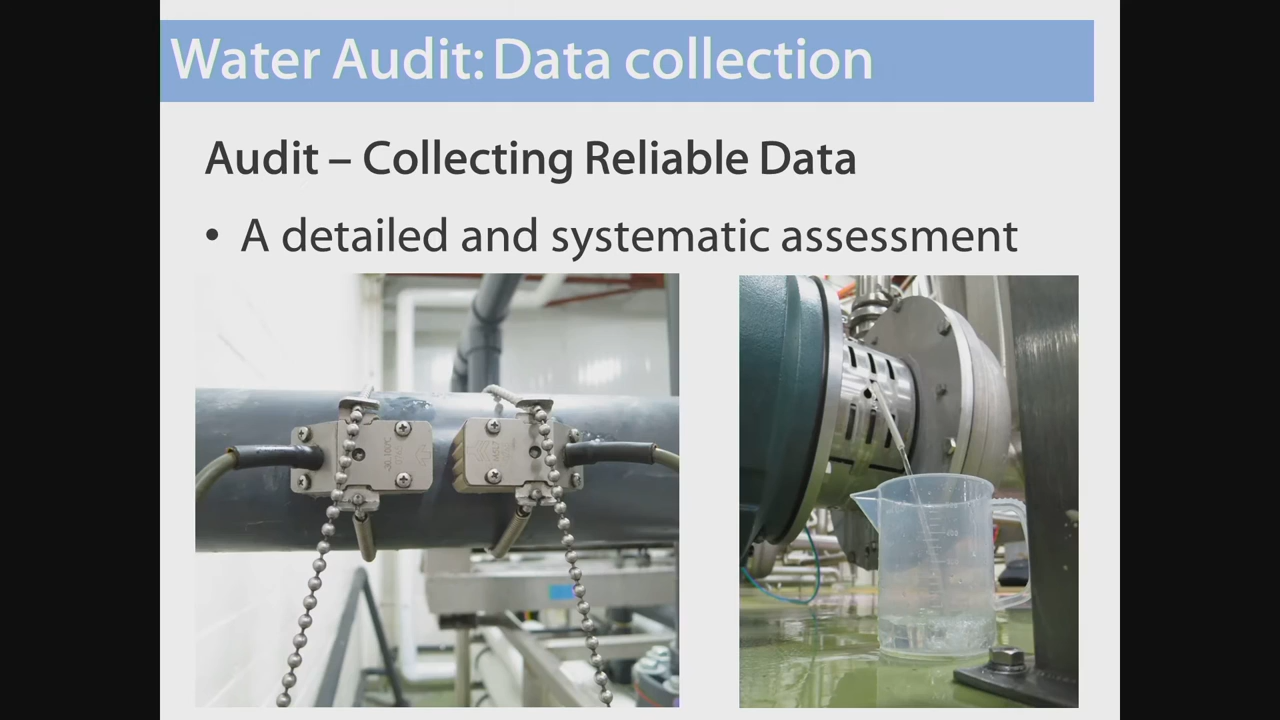 Water Audit: Data collection
Audit – Collecting Reliable Data
• A detailed and systematic assessment